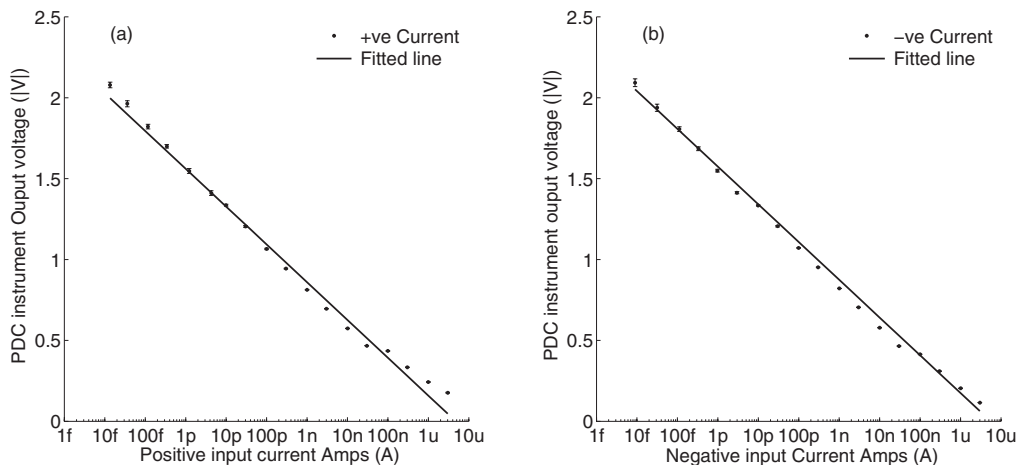 (a)
+ve Current
Fitted line
PDC instrument Ouput voltage (|V|)
2.5
2
1.5
1
0.5
0
1f 10f 100f 1p 10p 100p 1n 10n 100n 1u 10u
Positive input current Amps (A)
(b)
−ve Current
Fitted line
PDC instrument ouput voltage (|V|)
2.5
2
1.5
1
0.5
0
1f 10f 100f 1p 10p 100p 1n 10n 100n 1u 10u
Negative input Current Amps (A)